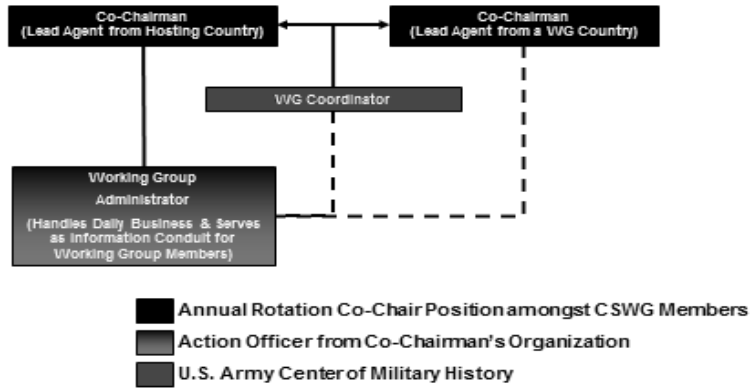 Co-Chairman
(Lead Agent from Hosting Country)
Co-Chairman
(Lead Agent from a WG Country)
WG Coordinator
Working Group
Administrator
(Handles Daily Business & Serves
as Information Conduit for
Working Group Members)
Annual Rotation Co-Chair Position amongst CSWG Members
Action Officer from Co-Chairman's Organization
U.S. Army Center of Military History